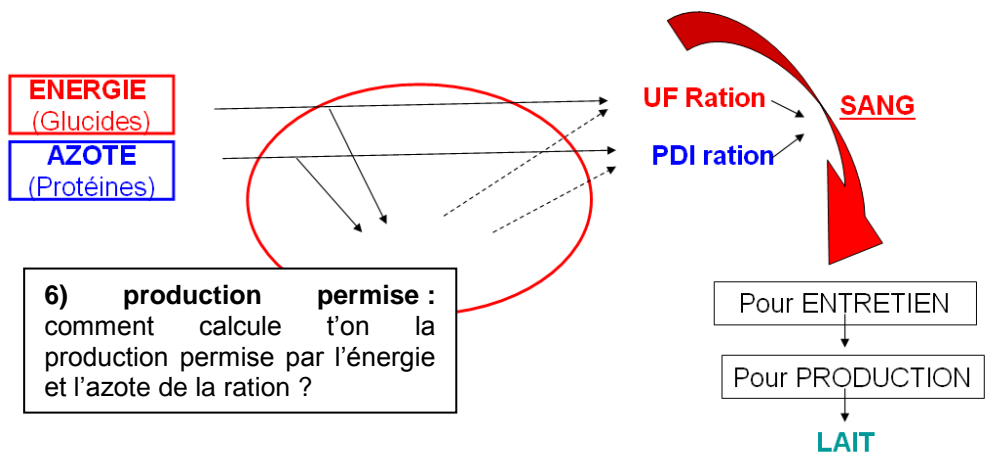 ENERGIE
(Glucides)
AZOTE
(Protéines)
UF Ration
PDI ration
SANG
6) production permise :
comment calcule t’on la
production permise par l’énergie
et l’azote de la ration ?
Pour ENTRETIEN
Pour PRODUCTION
LAIT